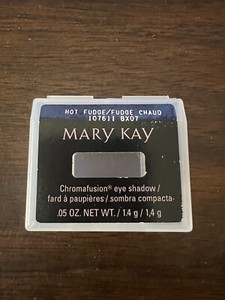 HOT FUDGE/FUDGE CHAUD
107611 BX07
MARY KAY
Chromafusion® eye shadow /
fard à paupières / sombra compacta·
.05 OZ. NET WT. / 1.4 g / 1,4 g